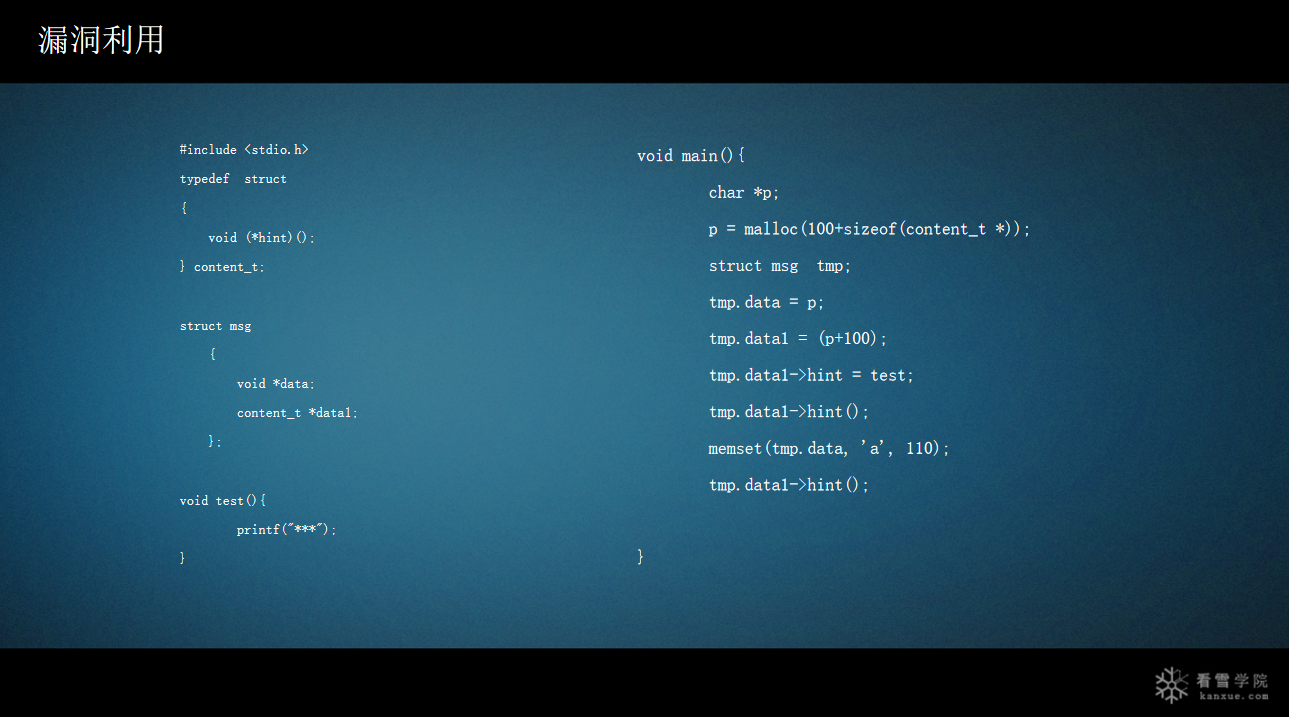 漏洞利用
#include <stdio.h>
typedef  struct
{
void (*hint)();
} content_t;
struct msg
{
void *data;
content_t *data1;
};
void test(){
printf("***");
}
void main(){
char *p;
p = malloc(100+sizeof(content_t *));
struct msg  tmp;
tmp.data = p;
tmp.data1 = (p+100);
tmp.data1->hint = test;
tmp.data1->hint();
memset(tmp.data, 'a', 110);
tmp.data1->hint();
}
看雪学院
kanxue.com